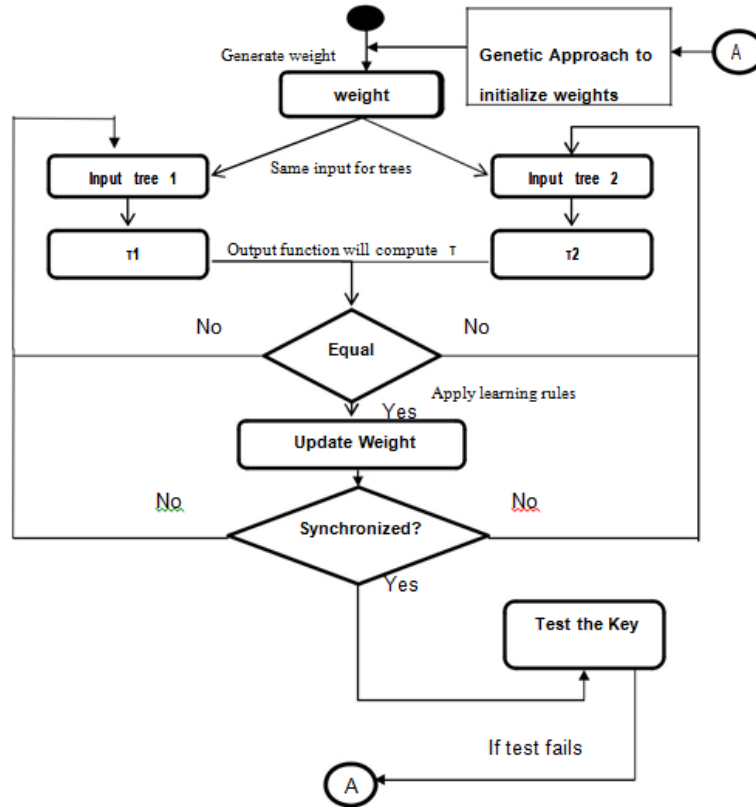 Generate weight
Genetic Approach to
initialize weights
A
weight
Input tree 1
Same input for trees
Input tree 2
τ1
Output function will compute τ
τ2
No
No
Equal
Apply learning rules
Yes
Update Weight
No
No
Synchronized?
Yes
Test the Key
If test fails
A